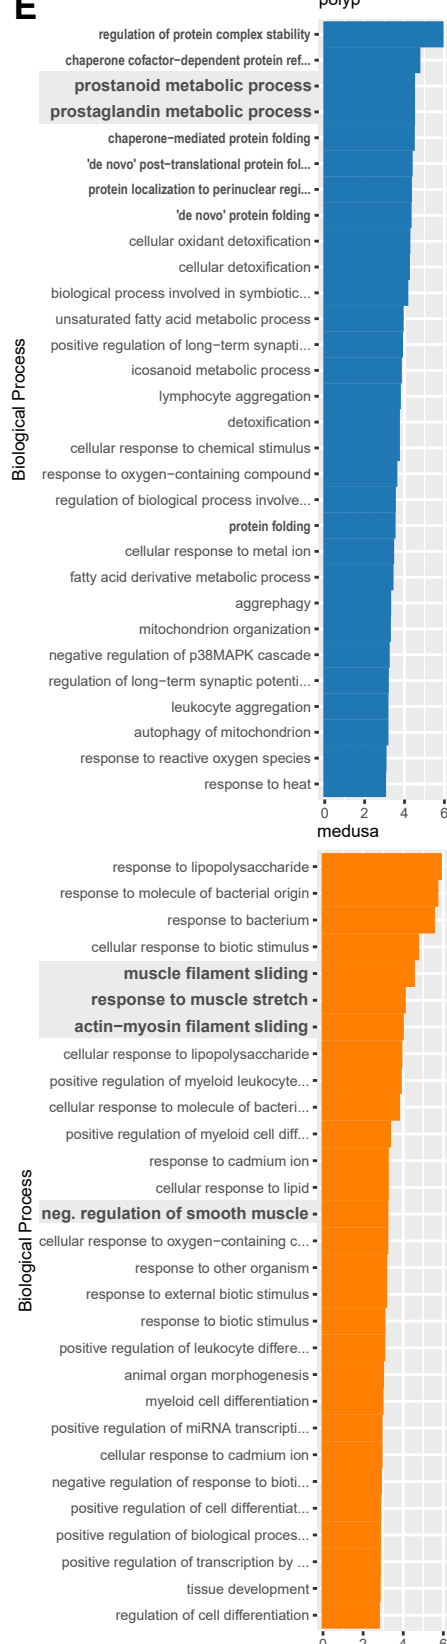 E
polyp
regulation of protein complex stability
chaperone cofactor-dependent protein ref...
prostanoid metabolic process
prostaglandin metabolic process
chaperone−mediated protein folding
'de novo' post−translational protein fol...
protein localization to perinuclear regi...
'de novo' protein folding
cellular oxidant detoxification
cellular detoxification
biological process involved in symbiotic...
unsaturated fatty acid metabolic process
positive regulation of long−term synapti...
icosanoid metabolic process
lymphocyte aggregation
detoxification
cellular response to chemical stimulus
response to oxygen−containing compound
regulation of biological process involve...
protein folding
cellular response to metal ion
fatty acid derivative metabolic process
aggrephagy
mitochondrion organization
negative regulation of p38MAPK cascade
regulation of long−term synaptic potenti...
leukocyte aggregation
autophagy of mitochondrion
response to reactive oxygen species
response to heat
Biological Process
0 2 4 6
medusa
response to lipopolysaccharide
response to molecule of bacterial origin
response to bacterium
cellular response to biotic stimulus
muscle filament sliding
response to muscle stretch
actin−myosin filament sliding
cellular response to lipopolysaccharide
positive regulation of myeloid leukocyte...
cellular response to molecule of bacteri...
positive regulation of myeloid cell diff...
response to cadmium ion
cellular response to lipid
neg. regulation of smooth muscle
cellular response to oxygen−containing c...
response to other organism
response to external biotic stimulus
response to biotic stimulus
positive regulation of leukocyte differe...
animal organ morphogenesis
myeloid cell differentiation
positive regulation of miRNA transcripti...
cellular response to cadmium ion
negative regulation of response to bioti...
positive regulation of cell differentiat...
positive regulation of biological proces...
positive regulation of transcription by ...
tissue development
regulation of cell differentiation
Biological Process
0 2 4 6